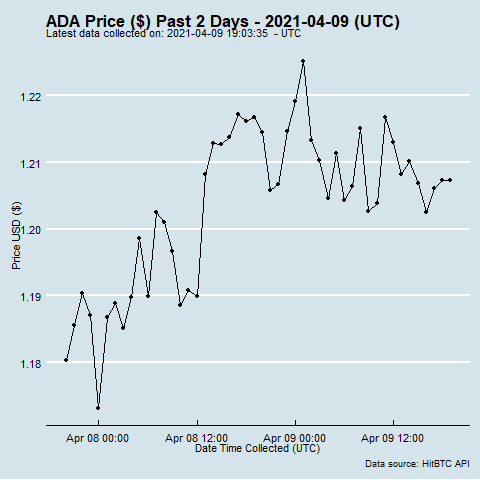 ADA Price ($) Past 2 Days - 2021-04-09 (UTC)
Latest data collected on: 2021-04-09 19:03:35 - UTC
1.22
1.21
1.20
1.19
1.18
Price USD ($)
Apr 08 00:00
Apr 08 12:00
Apr 09 00:00
Apr 09 12:00
Date Time Collected (UTC)
Data source: HitBTC API